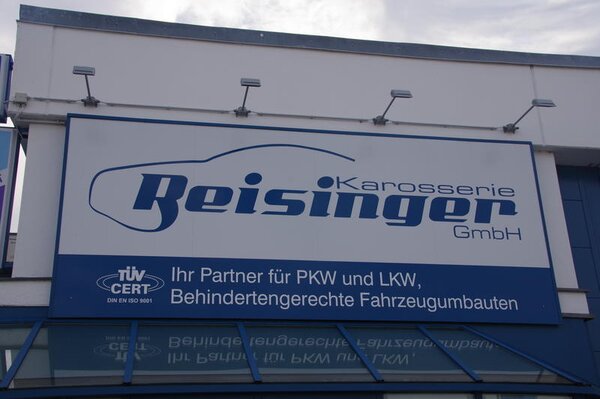 Karosserie
Reisinger
GmbH
TÜV
CERT
DIN EN ISO 9001
Ihr Partner für PKW und LKW,
Behindertengerechte Fahrzeugumbauten